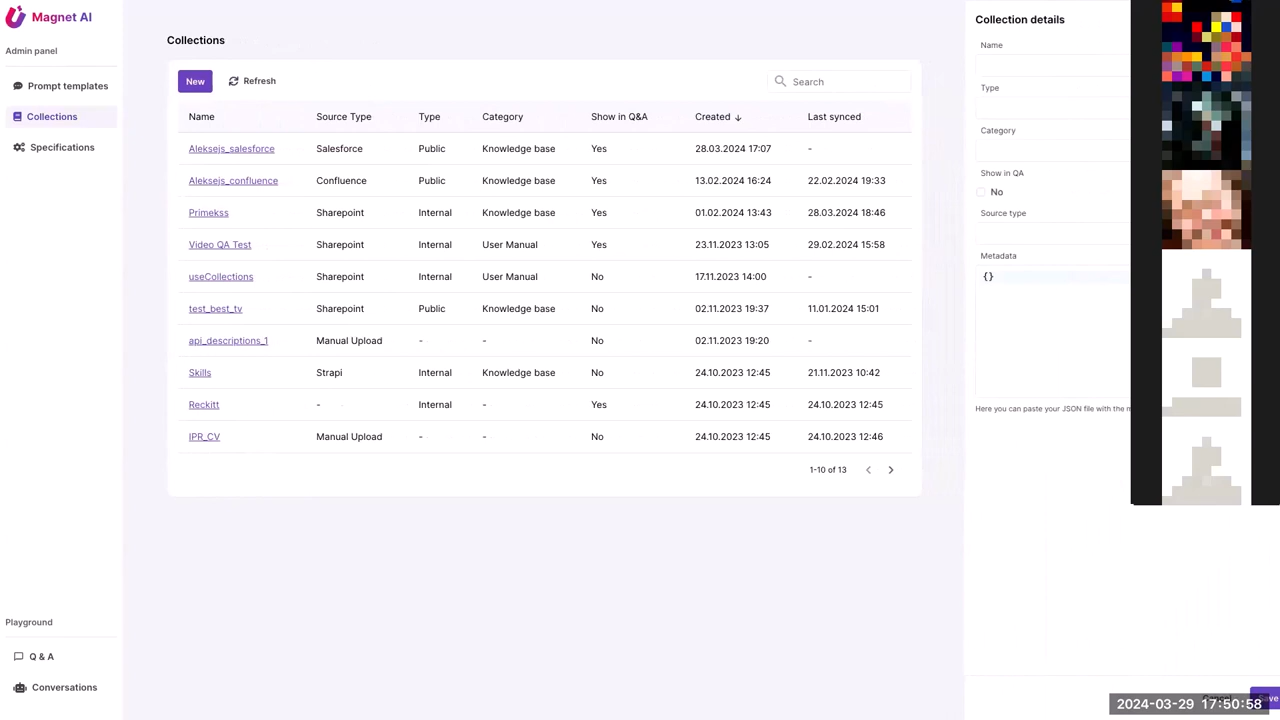 Magnet AI
Admin panel
Prompt templates
Collections
Specifications
Playground
Q & A
Conversations
Collections
New Refresh Search
Name Source Type Type Category Show in Q&A Created ↓ Last synced
Aleksejs_salesforce Salesforce Public Knowledge base Yes 28.03.2024 17:07 -
Aleksejs_confluence Confluence Public Knowledge base Yes 13.02.2024 16:24 22.02.2024 19:33
Primekss Sharepoint Internal Knowledge base Yes 01.02.2024 13:43 28.03.2024 18:46
Video QA Test Sharepoint Internal User Manual Yes 23.11.2023 13:05 29.02.2024 15:58
useCollections Sharepoint Internal User Manual No 17.11.2023 14:00 -
test_best_tv Sharepoint Public Knowledge base No 02.11.2023 19:37 11.01.2024 15:01
api_descriptions_1 Manual Upload - - No 02.11.2023 19:20 -
Skills Strapi Internal Knowledge base No 24.10.2023 12:45 21.11.2023 10:42
Reckitt - Internal - Yes 24.10.2023 12:45 24.10.2023 12:45
IPR_CV Manual Upload - - No 24.10.2023 12:45 24.10.2023 12:46
1-10 of 13
Collection details
Name
Type
Category
Show in QA
No
Source type
Metadata
{}
Here you can paste your JSON file with the
Cancel Save
2024-03-29 17:50:58